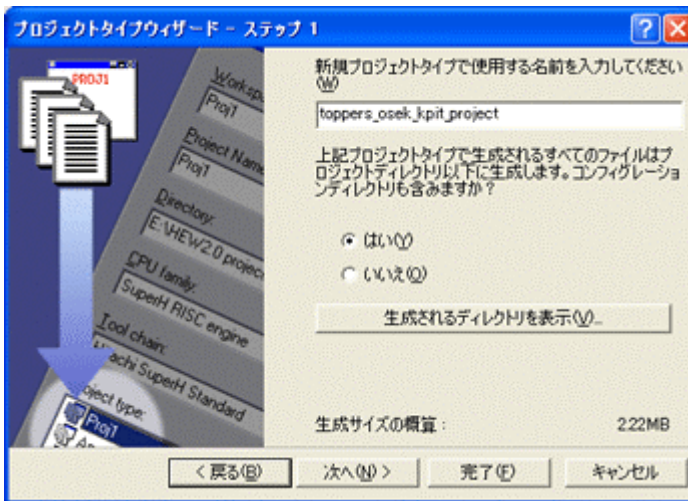 プロジェクトタイプウィザード - ステップ 1
PROJ1
Proj1
Project Name
Proj1
Directory:
E:\HEW2.0 project
CPU family:
SuperH RISC engine
Tool chain:
Hitachi SuperH Standard
project type:
Proj1
新規プロジェクトタイプで使用する名前を入力してください
(W)
toppers_osek_kpit_project
上記プロジェクトタイプで生成されるすべてのファイルはプ
ロジェクトディレクトリ以下に生成します。コンフィグレーショ
ンディレクトリも含みますか？
はい(Y)
いいえ(O)
生成されるディレクトリを表示(V)...
生成サイズの概算 :
2.22MB
< 戻る(B)
次へ(N) >
完了(F)
キャンセル